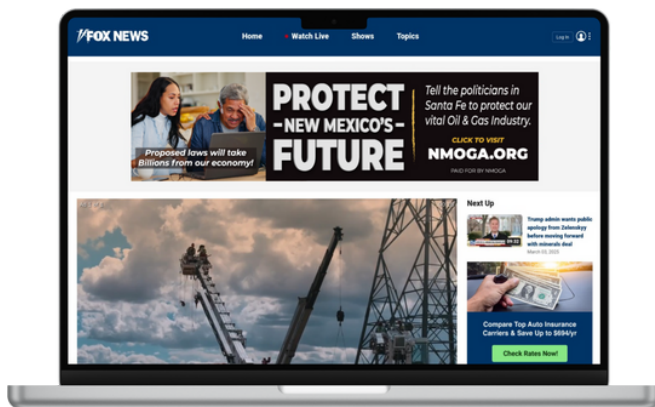 FOX NEWS
Home
Watch Live
Shows
Topics
Log In
Proposed laws will take
Billions from our economy!
PROTECT
-NEW MEXICO'S-
FUTURE
Tell the politicians in
Santa Fe to protect our
vital Oil & Gas Industry.
CLICK TO VISIT
NMOGA.ORG
PAID FOR BY NMOGA
Next Up
Trump admin wants public
apology from Zelenskyy
before moving forward
with minerals deal
March 03, 2025
Compare Top Auto Insurance
Carriers & Save Up to $694/yr
Check Rates Now!